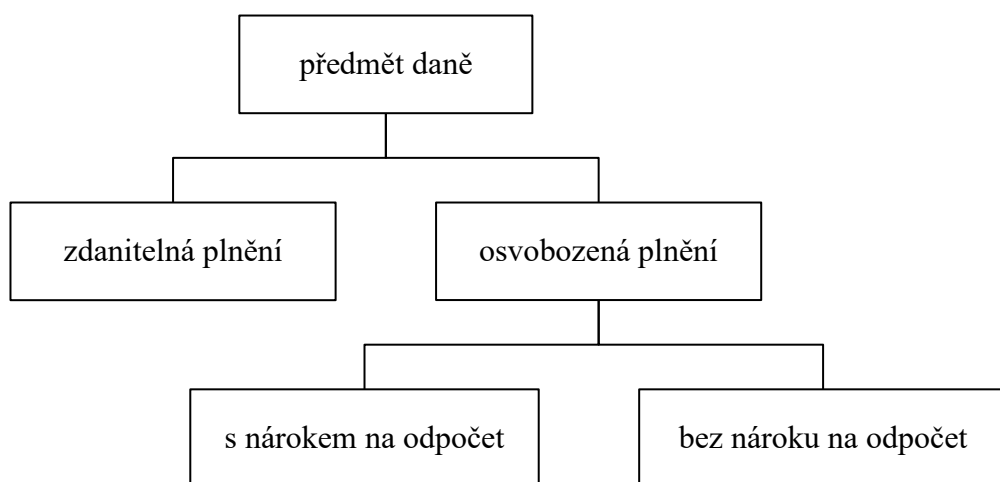 předmět daně
zdanitelná plnění
osvobozená plnění
s nárokem na odpočet
bez nároku na odpočet